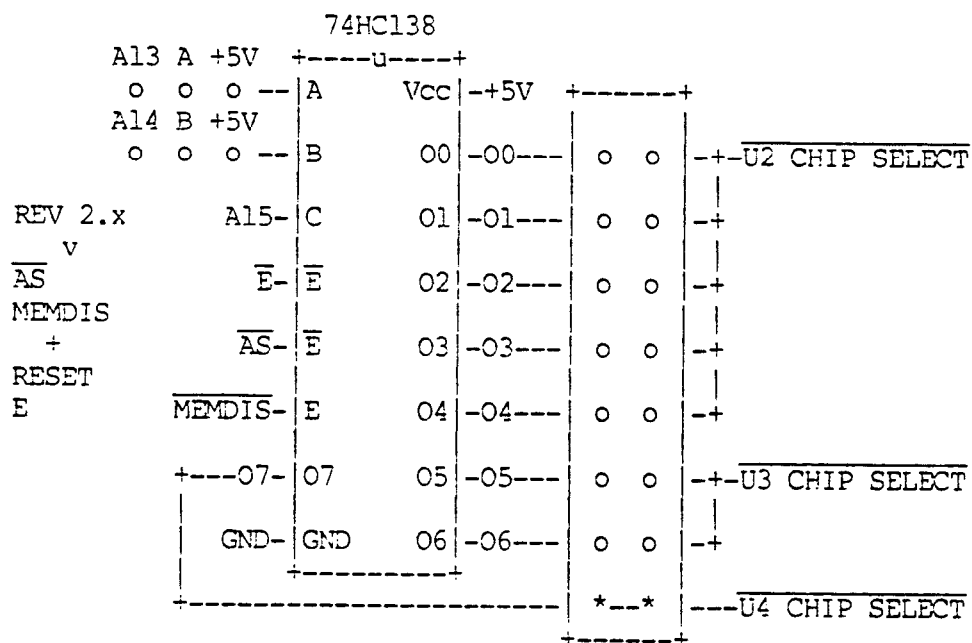 74HC138
A13 A +5V +----u----+
o o o --|A Vcc|-+5V +------+
A14 B +5V
o o o --|B O0|-O0---| o o |-+-U2 CHIP SELECT
REV 2.x A15-|C O1|-O1---| o o |-+
v
AS E-|E O2|-O2---| o o |-+
MEMDIS
+ AS-|E O3|-O3---| o o |-+
RESET
E MEMDIS-|E O4|-O4---| o o |-+
+---O7-|O7 O5|-O5---| o o |-+-U3 CHIP SELECT
GND-|GND O6|-O6---| o o |-+
+---------+
+------------------------| *--* |---U4 CHIP SELECT
+------+